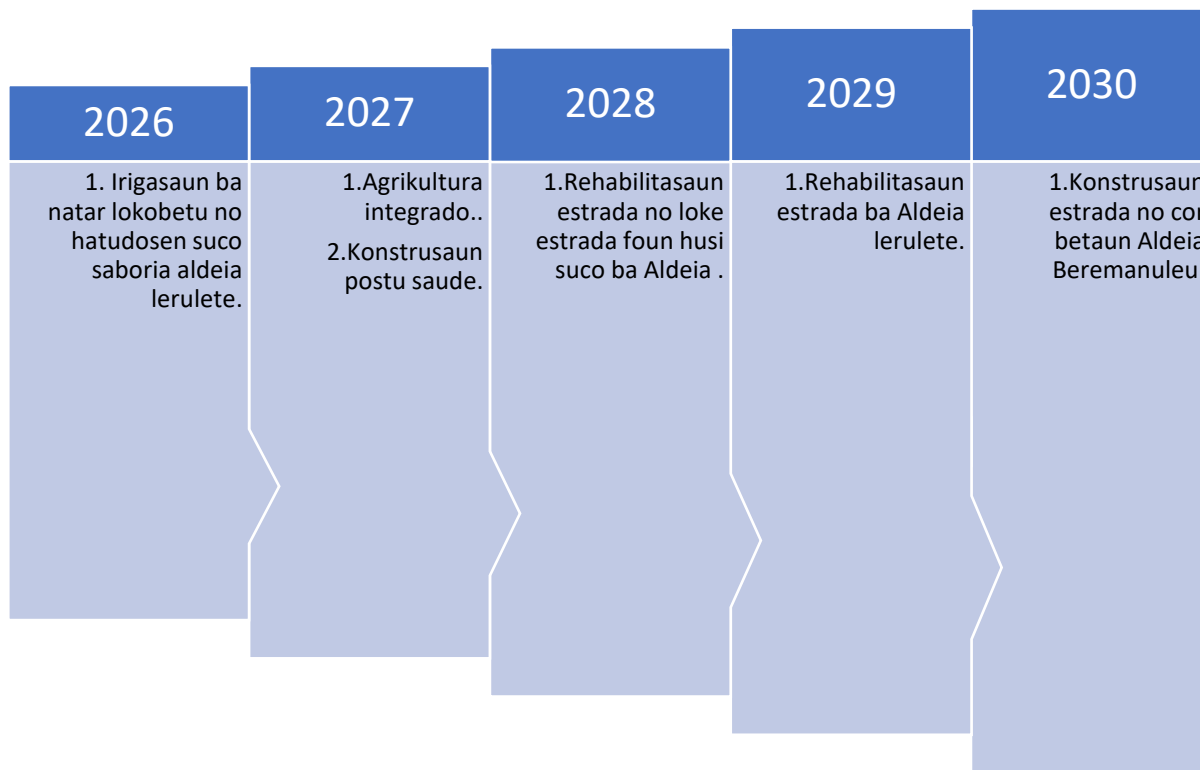 2026
1. Irigasaun ba
natar lokobetu no
hatudosen suco
saboria aldeia
lerulete.
2027
1.Agrikultura
integrado..
2.Konstrusaun
postu saude.
2028
1.Rehabilitasaun
estrada no loke
estrada foun husi
suco ba Aldeia .
2029
1.Rehabilitasaun
estrada ba Aldeia
lerulete.
2030
1.Konstrusaun
estrada no
betaun Aldeia
Beremanuleu